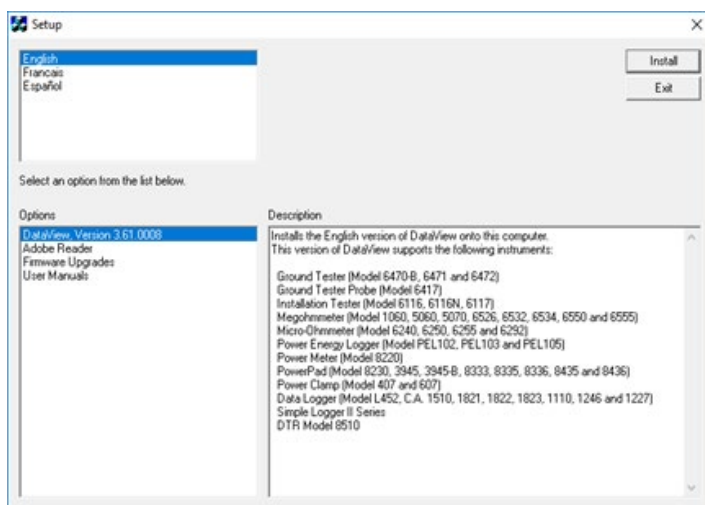 Setup
English
Francais
Español
Install
Exit
Select an option from the list below.
Options
DataView, Version 3.61.0008
Adobe Reader
Firmware Upgrades
User Manuals
Description
Installs the English version of DataView onto this computer.
This version of DataView supports the following instruments:
Ground Tester (Model 6470-B, 6471 and 6472)
Ground Tester Probe (Model 6417)
Installation Tester (Model 6116, 6116N, 6117)
Megohmmeter (Model 1060, 5060, 5070, 6526, 6532, 6534, 6550 and 6555)
Micro-Ohmmeter (Model 6240, 6250, 6255 and 6292)
Power Energy Logger (Model PEL102, PEL103 and PEL105)
Power Meter (Model 8220)
PowerPad (Model 8230, 3945, 3945-B, 8333, 8335, 8336, 8435 and 8436)
Power Clamp (Model 407 and 607)
Data Logger (Model L452, C.A. 1510, 1821, 1822, 1823, 1110, 1246 and 1227)
Simple Logger II Series
DTR Model 8510